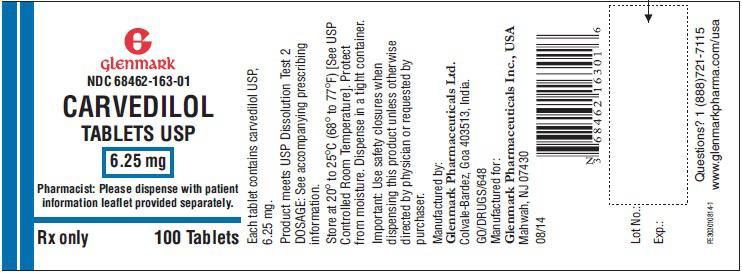 GLENMARK
NDC 68462-163-01
CARVEDILOL
TABLETS USP
6.25 mg
Pharmacist: Please dispense with patient
information leaflet provided separately.
Rx only 100 Tablets
Each tablet contains carvedilol USP,
6.25 mg.
Product meets USP Dissolution Test 2
DOSAGE: See accompanying prescribing
information.
Store at 20° to 25°C (68° to 77°F) [See USP
Controlled Room Temperature]. Protect
from moisture. Dispense in a tight container.
Important: Use safety closures when
dispensing this product unless otherwise
directed by physician or requested by
purchaser.
Manufactured by:
Glenmark Pharmaceuticals Ltd.
Colvale-Bardez, Goa 403513, India.
GO/DRUGS/648
Manufactured for:
Glenmark Pharmaceuticals Inc., USA
Mahwah, NJ 07430
08/14
N 3 68462 16301 6
Lot No.:
Exp.:
Questions? 1 (888)721-7115
www.glenmarkpharma.com/usa